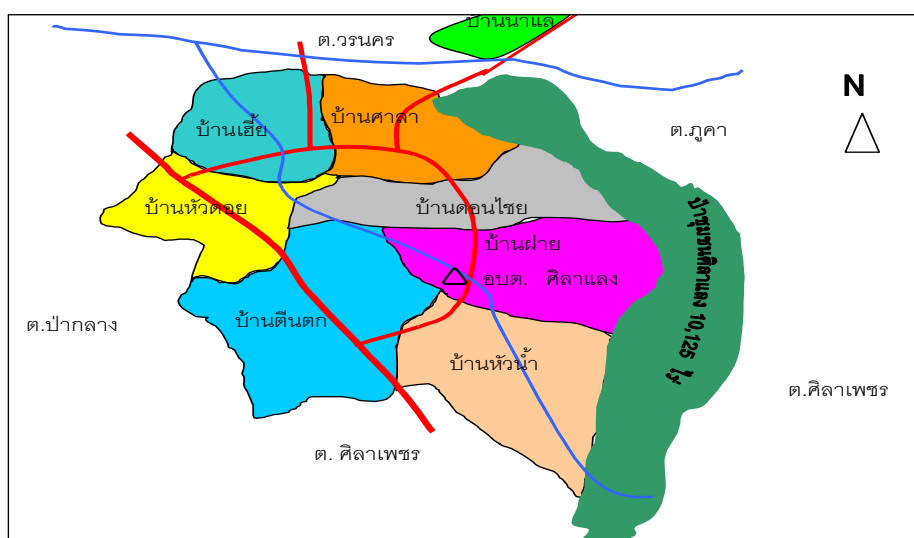 บ้านนาแล
ต.วรนคร
N
บ้านศาลา
บ้านเฮี้ย
ต.ภูคา
บ้านหัวดอย
บ้านดอนไชย
บ้านฝาย
อบต. ศิลาแลง
ป่าชุมชนศิลาแลง 10,125 ไร่
ต.ป่ากลาง
บ้านตีนตก
บ้านหัวน้ำ
ต.ศิลาเพชร
ต. ศิลาเพชร